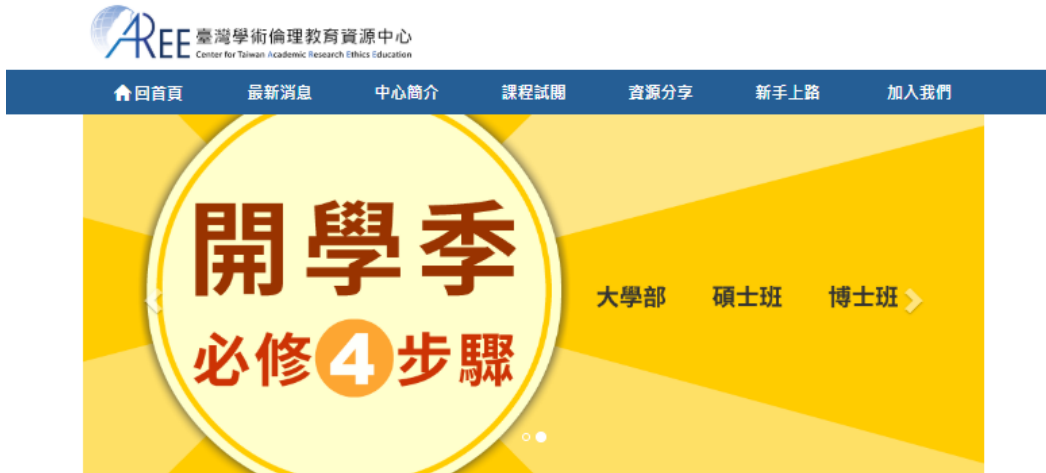 AREE 臺灣學術倫理教育資源中心
Center for Taiwan Academic Research Ethics Education
回首頁 最新消息 中心簡介 課程試閱 資源分享 新手上路 加入我們
開學季
必修4步驟
大學部 碩士班 博士班